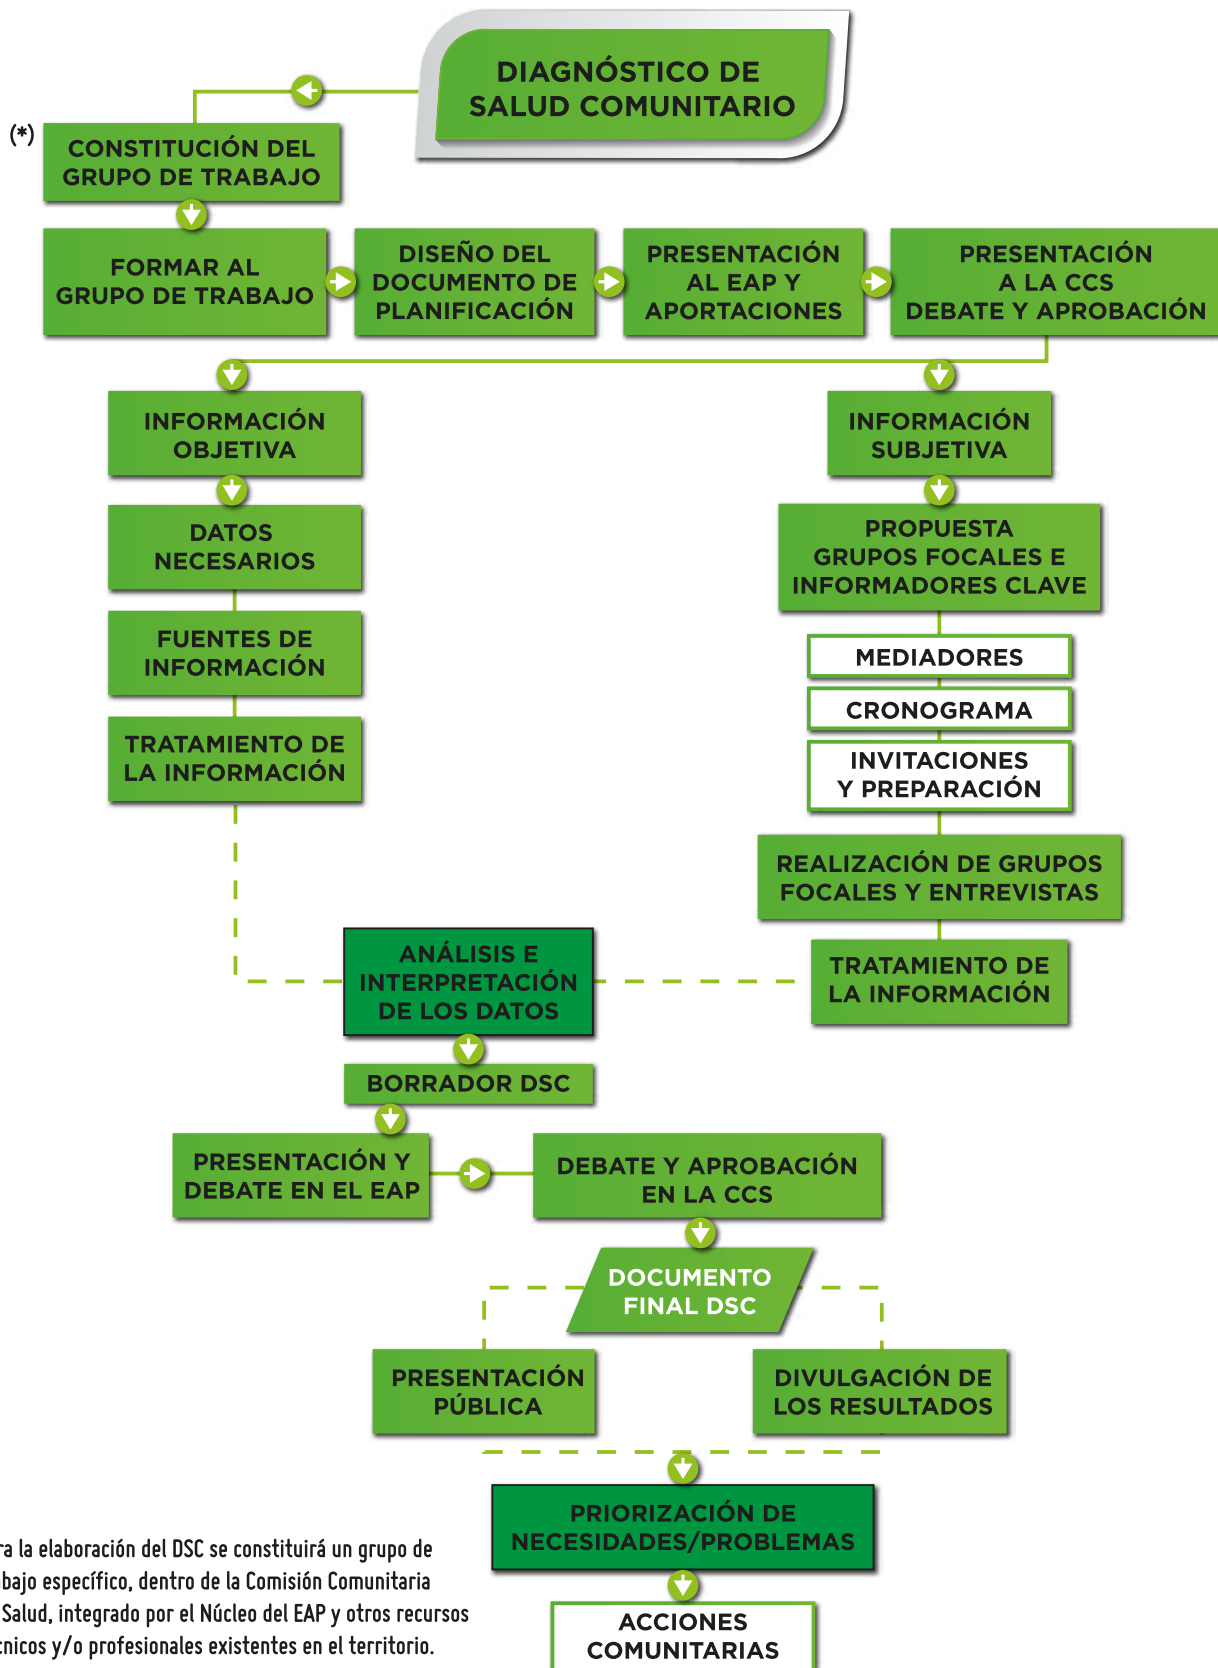 DIAGNÓSTICO DE
SALUD COMUNITARIO
(*)
CONSTITUCIÓN DEL
GRUPO DE TRABAJO
FORMAR AL
GRUPO DE TRABAJO
DISEÑO DEL
DOCUMENTO DE
PLANIFICACIÓN
PRESENTACIÓN
AL EAP Y
APORTACIONES
PRESENTACIÓN
A LA CCS
DEBATE Y APROBACIÓN
INFORMACIÓN
OBJETIVA
DATOS
NECESARIOS
FUENTES DE
INFORMACIÓN
TRATAMIENTO DE
LA INFORMACIÓN
INFORMACIÓN
SUBJETIVA
PROPUESTA
GRUPOS FOCALES E
INFORMADORES CLAVE
MEDIADORES
CRONOGRAMA
INVITACIONES
Y PREPARACIÓN
REALIZACIÓN DE GRUPOS
FOCALES Y ENTREVISTAS
TRATAMIENTO DE
LA INFORMACIÓN
ANÁLISIS E
INTERPRETACIÓN
DE LOS DATOS
BORRADOR DSC
PRESENTACIÓN Y
DEBATE EN EL EAP
DEBATE Y APROBACIÓN
EN LA CCS
DOCUMENTO
FINAL DSC
PRESENTACIÓN
PÚBLICA
DIVULGACIÓN DE
LOS RESULTADOS
PRIORIZACIÓN DE
NECESIDADES/PROBLEMAS
ACCIONES
COMUNITARIAS
ra la elaboración del DSC se constituirá un grupo de
bajo específico, dentro de la Comisión Comunitaria
Salud, integrado por el Núcleo del EAP y otros recursos
cnicos y/o profesionales existentes en el territorio.